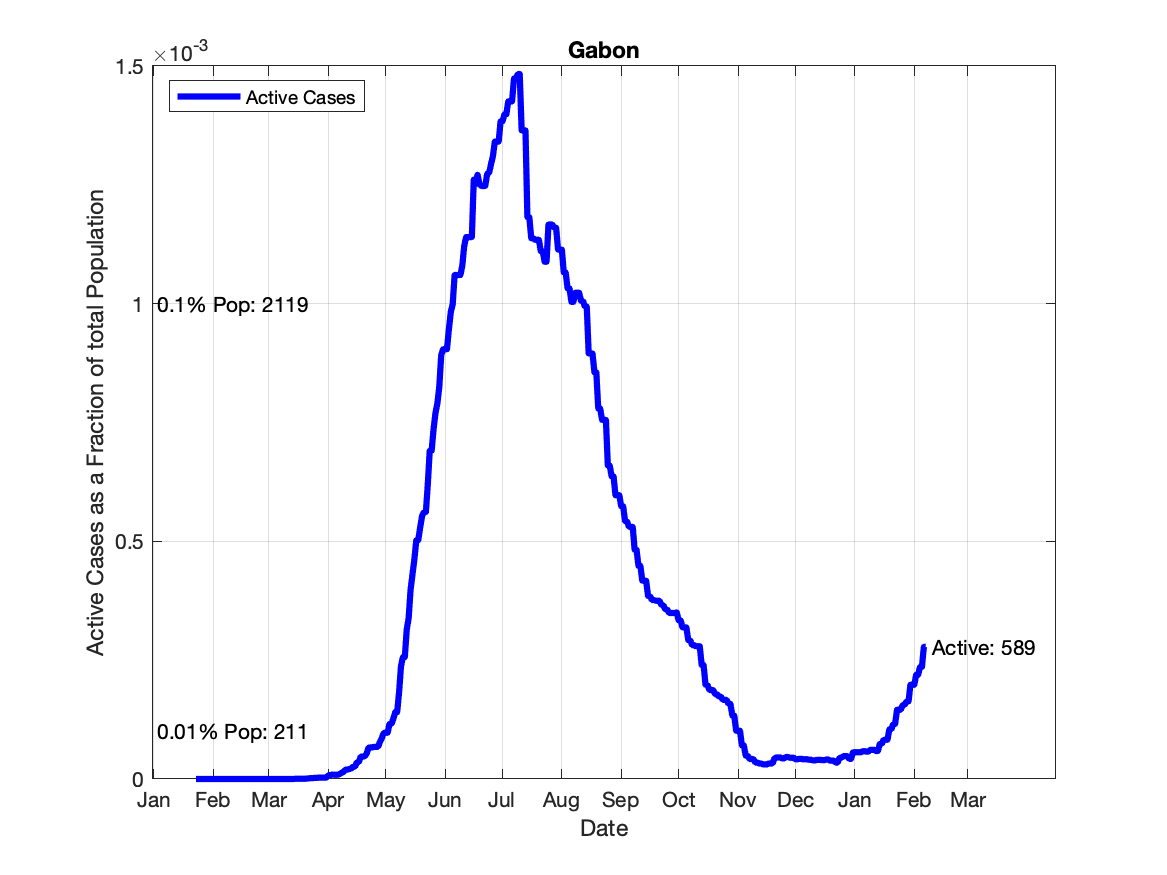 Gabon
×10-3
1.5
Active Cases
1
0.1% Pop: 2119
0.5
Active: 589
0.01% Pop: 211
0
Jan Feb Mar Apr May Jun Jul Aug Sep Oct Nov Dec Jan Feb Mar
Date
Active Cases as a Fraction of total Population